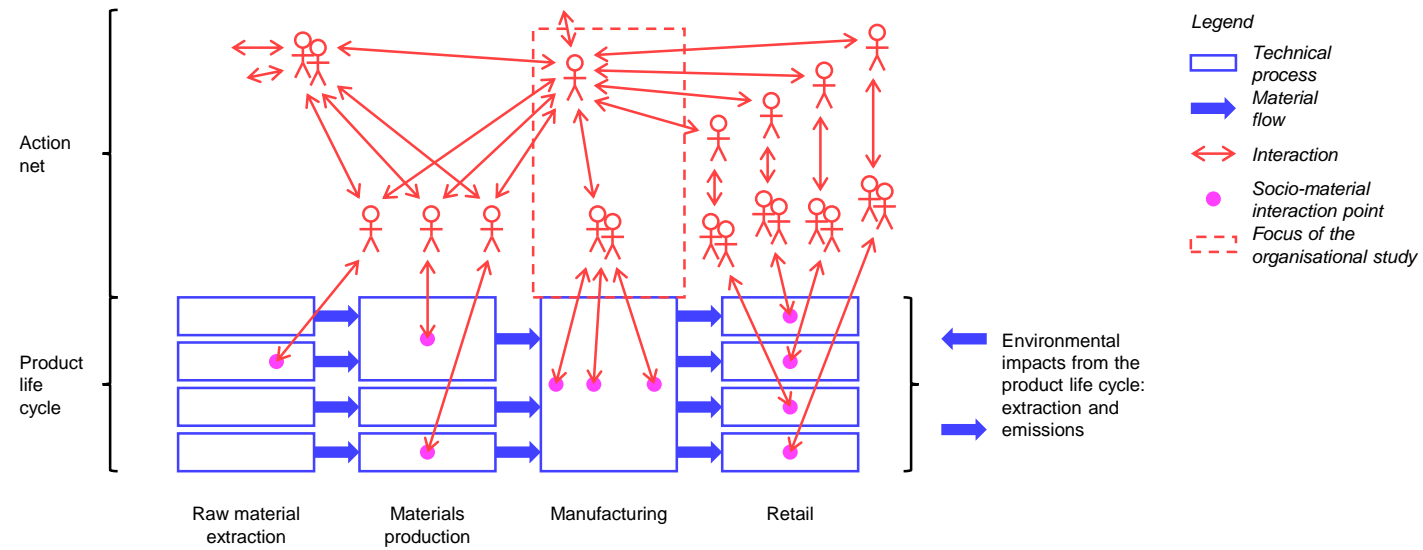 Action
net
Product
life
cycle
Raw material
extraction
Materials
production
Manufacturing
Retail
Environmental
impacts from the
product life cycle:
extraction and
emissions
Legend
Technical
process
Material
flow
Interaction
Socio-material
interaction point
Focus of the
organisational study